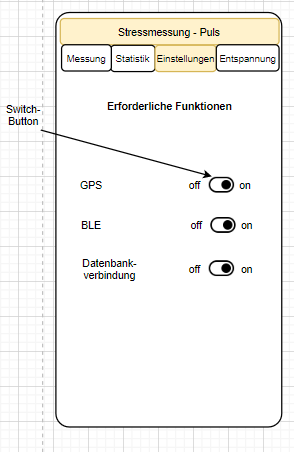 Stressmessung - Puls
Messung Statistik Einstellungen Entspannung
Erforderliche Funktionen
Switch-
Button
GPS off on
BLE off on
Datenbank-
verbindung off on